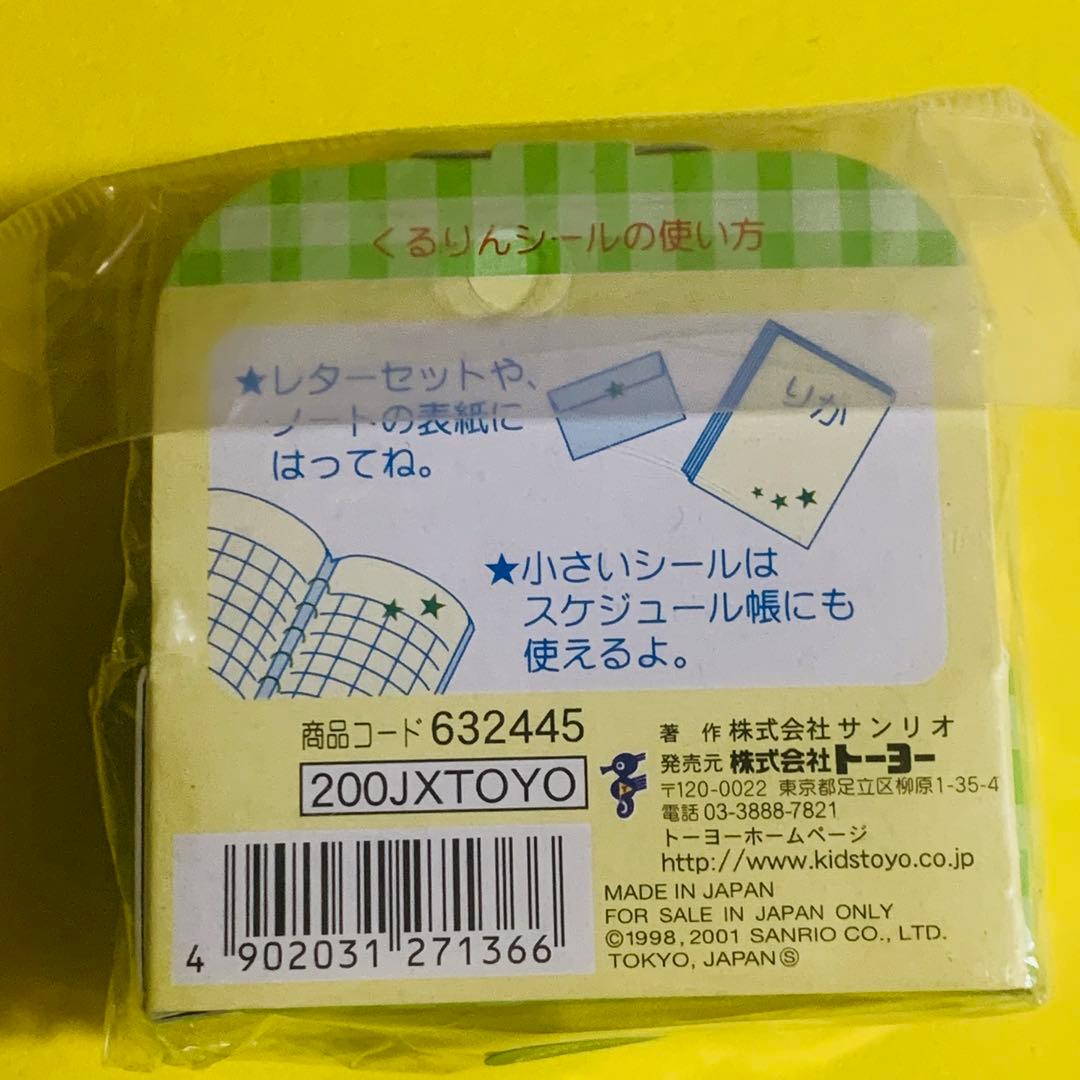 くるりんシールの使い方
★レターセットや、
ノートの表紙に
はってね。
りか
★小さいシールは
スケジュール帳にも
使えるよ。
商品コード 632445
200JXTOYO
4 902031 271366
著 作 株式会社サンリオ
発売元 株式会社トーヨー
〒120-0022 東京都足立区柳原1-35-4
電話 03-3888-7821
トーヨーホームページ
http://www.kidstoyo.co.jp
MADE IN JAPAN
FOR SALE IN JAPAN ONLY
©1998, 2001 SANRIO CO., LTD.
TOKYO, JAPAN Ⓢ